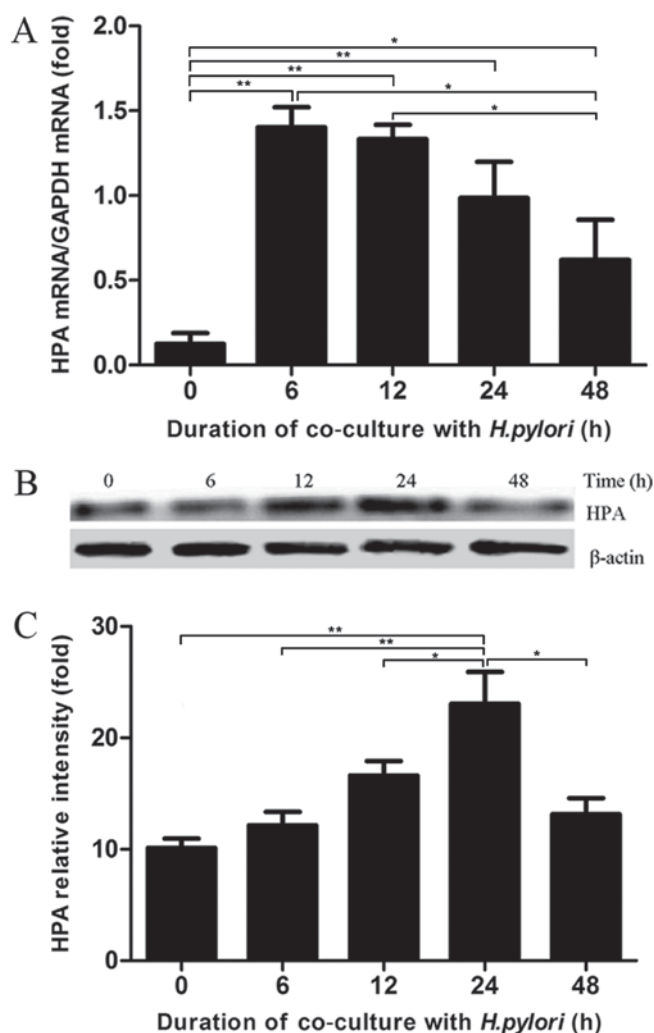 A
HPA mRNA/GAPDH mRNA (fold)
2.0
1.5
1.0
0.5
0.0
*
**
**
**
*
*
0 6 12 24 48
Duration of co-culture with H.pylori (h)
B
0 6 12 24 48 Time (h)
HPA
β-actin
C
HPA relative intensity (fold)
30
20
10
0
**
**
*
*
0 6 12 24 48
Duration of co-culture with H.pylori (h)